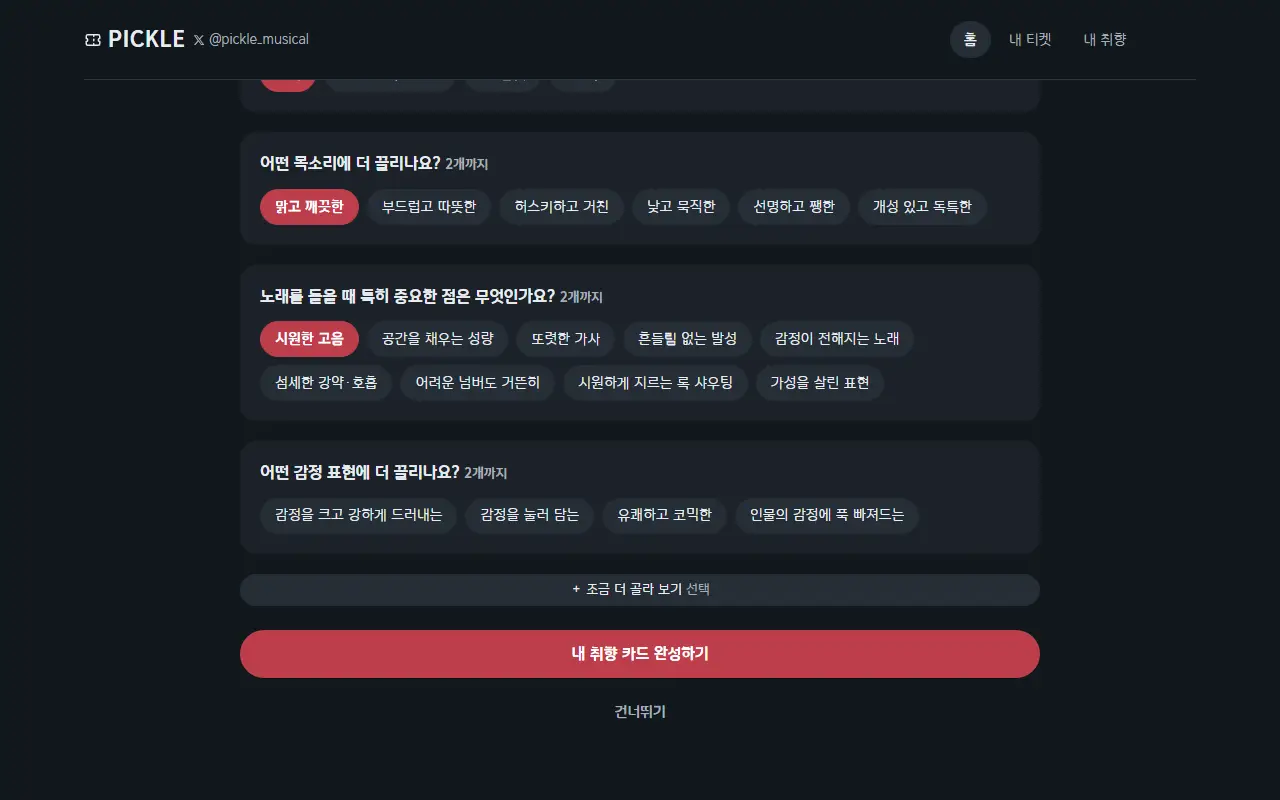 PICKLE 𝕏 @pickle_musical
홈 내 티켓 내 취향
어떤 목소리에 더 끌리나요? 2개까지
맑고 깨끗한 부드럽고 따뜻한 허스키하고 거친 낮고 묵직한 선명하고 쨍한 개성 있고 독특한
노래를 들을 때 특히 중요한 점은 무엇인가요? 2개까지
시원한 고음 공간을 채우는 성량 또렷한 가사 흔들림 없는 발성 감정이 전해지는 노래
섬세한 강약·호흡 어려운 넘버도 거뜬히 시원하게 지르는 록 샤우팅 가성을 살린 표현
어떤 감정 표현에 더 끌리나요? 2개까지
감정을 크고 강하게 드러내는 감정을 눌러 담는 유쾌하고 코믹한 인물의 감정에 푹 빠져드는
+ 조금 더 골라 보기 선택
내 취향 카드 완성하기
건너뛰기